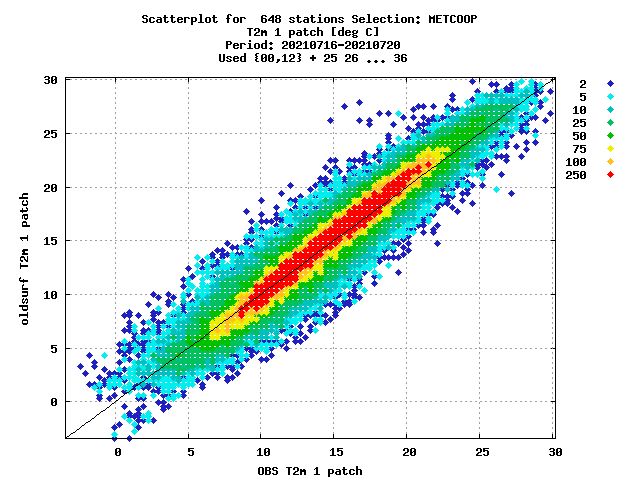 Scatterplot for 648 stations Selection: METCOOP
T2m 1 patch [deg C]
Period: 20210716-20210720
Used {00,12} + 25 26 ... 36
30
25
20
15
10
5
0
oldsurf T2m 1 patch
0 5 10 15 20 25 30
OBS T2m 1 patch
2
5
10
25
50
75
100
250